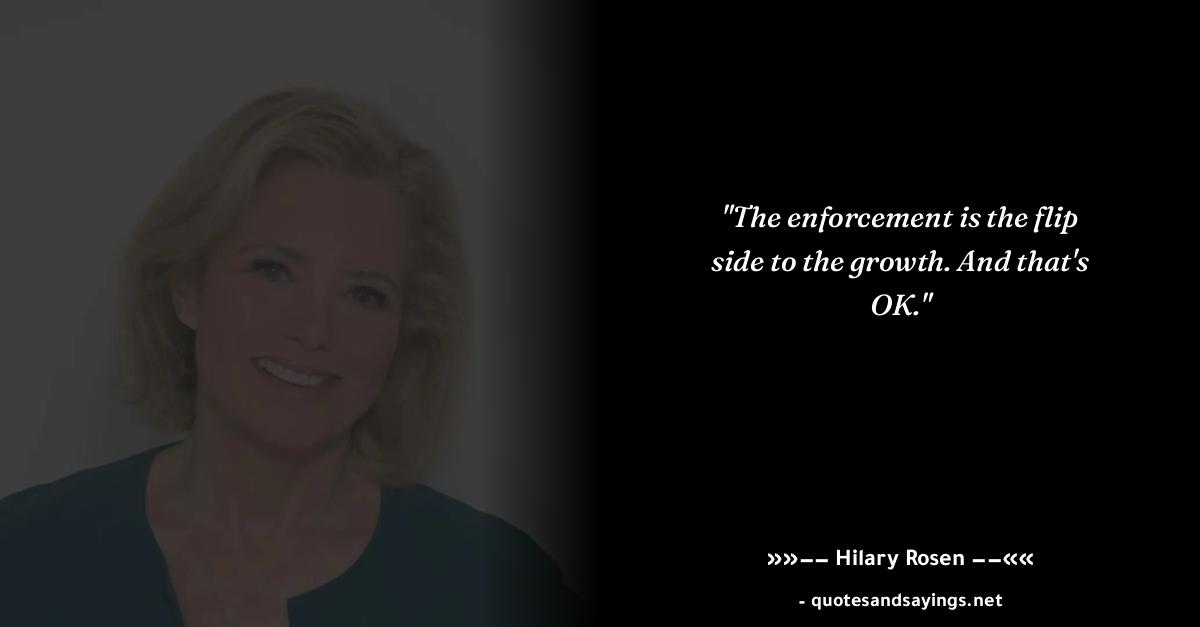 "The enforcement is the flip
side to the growth. And that's
OK."
»»−− Hilary Rosen −−««
- quotesandsayings.net